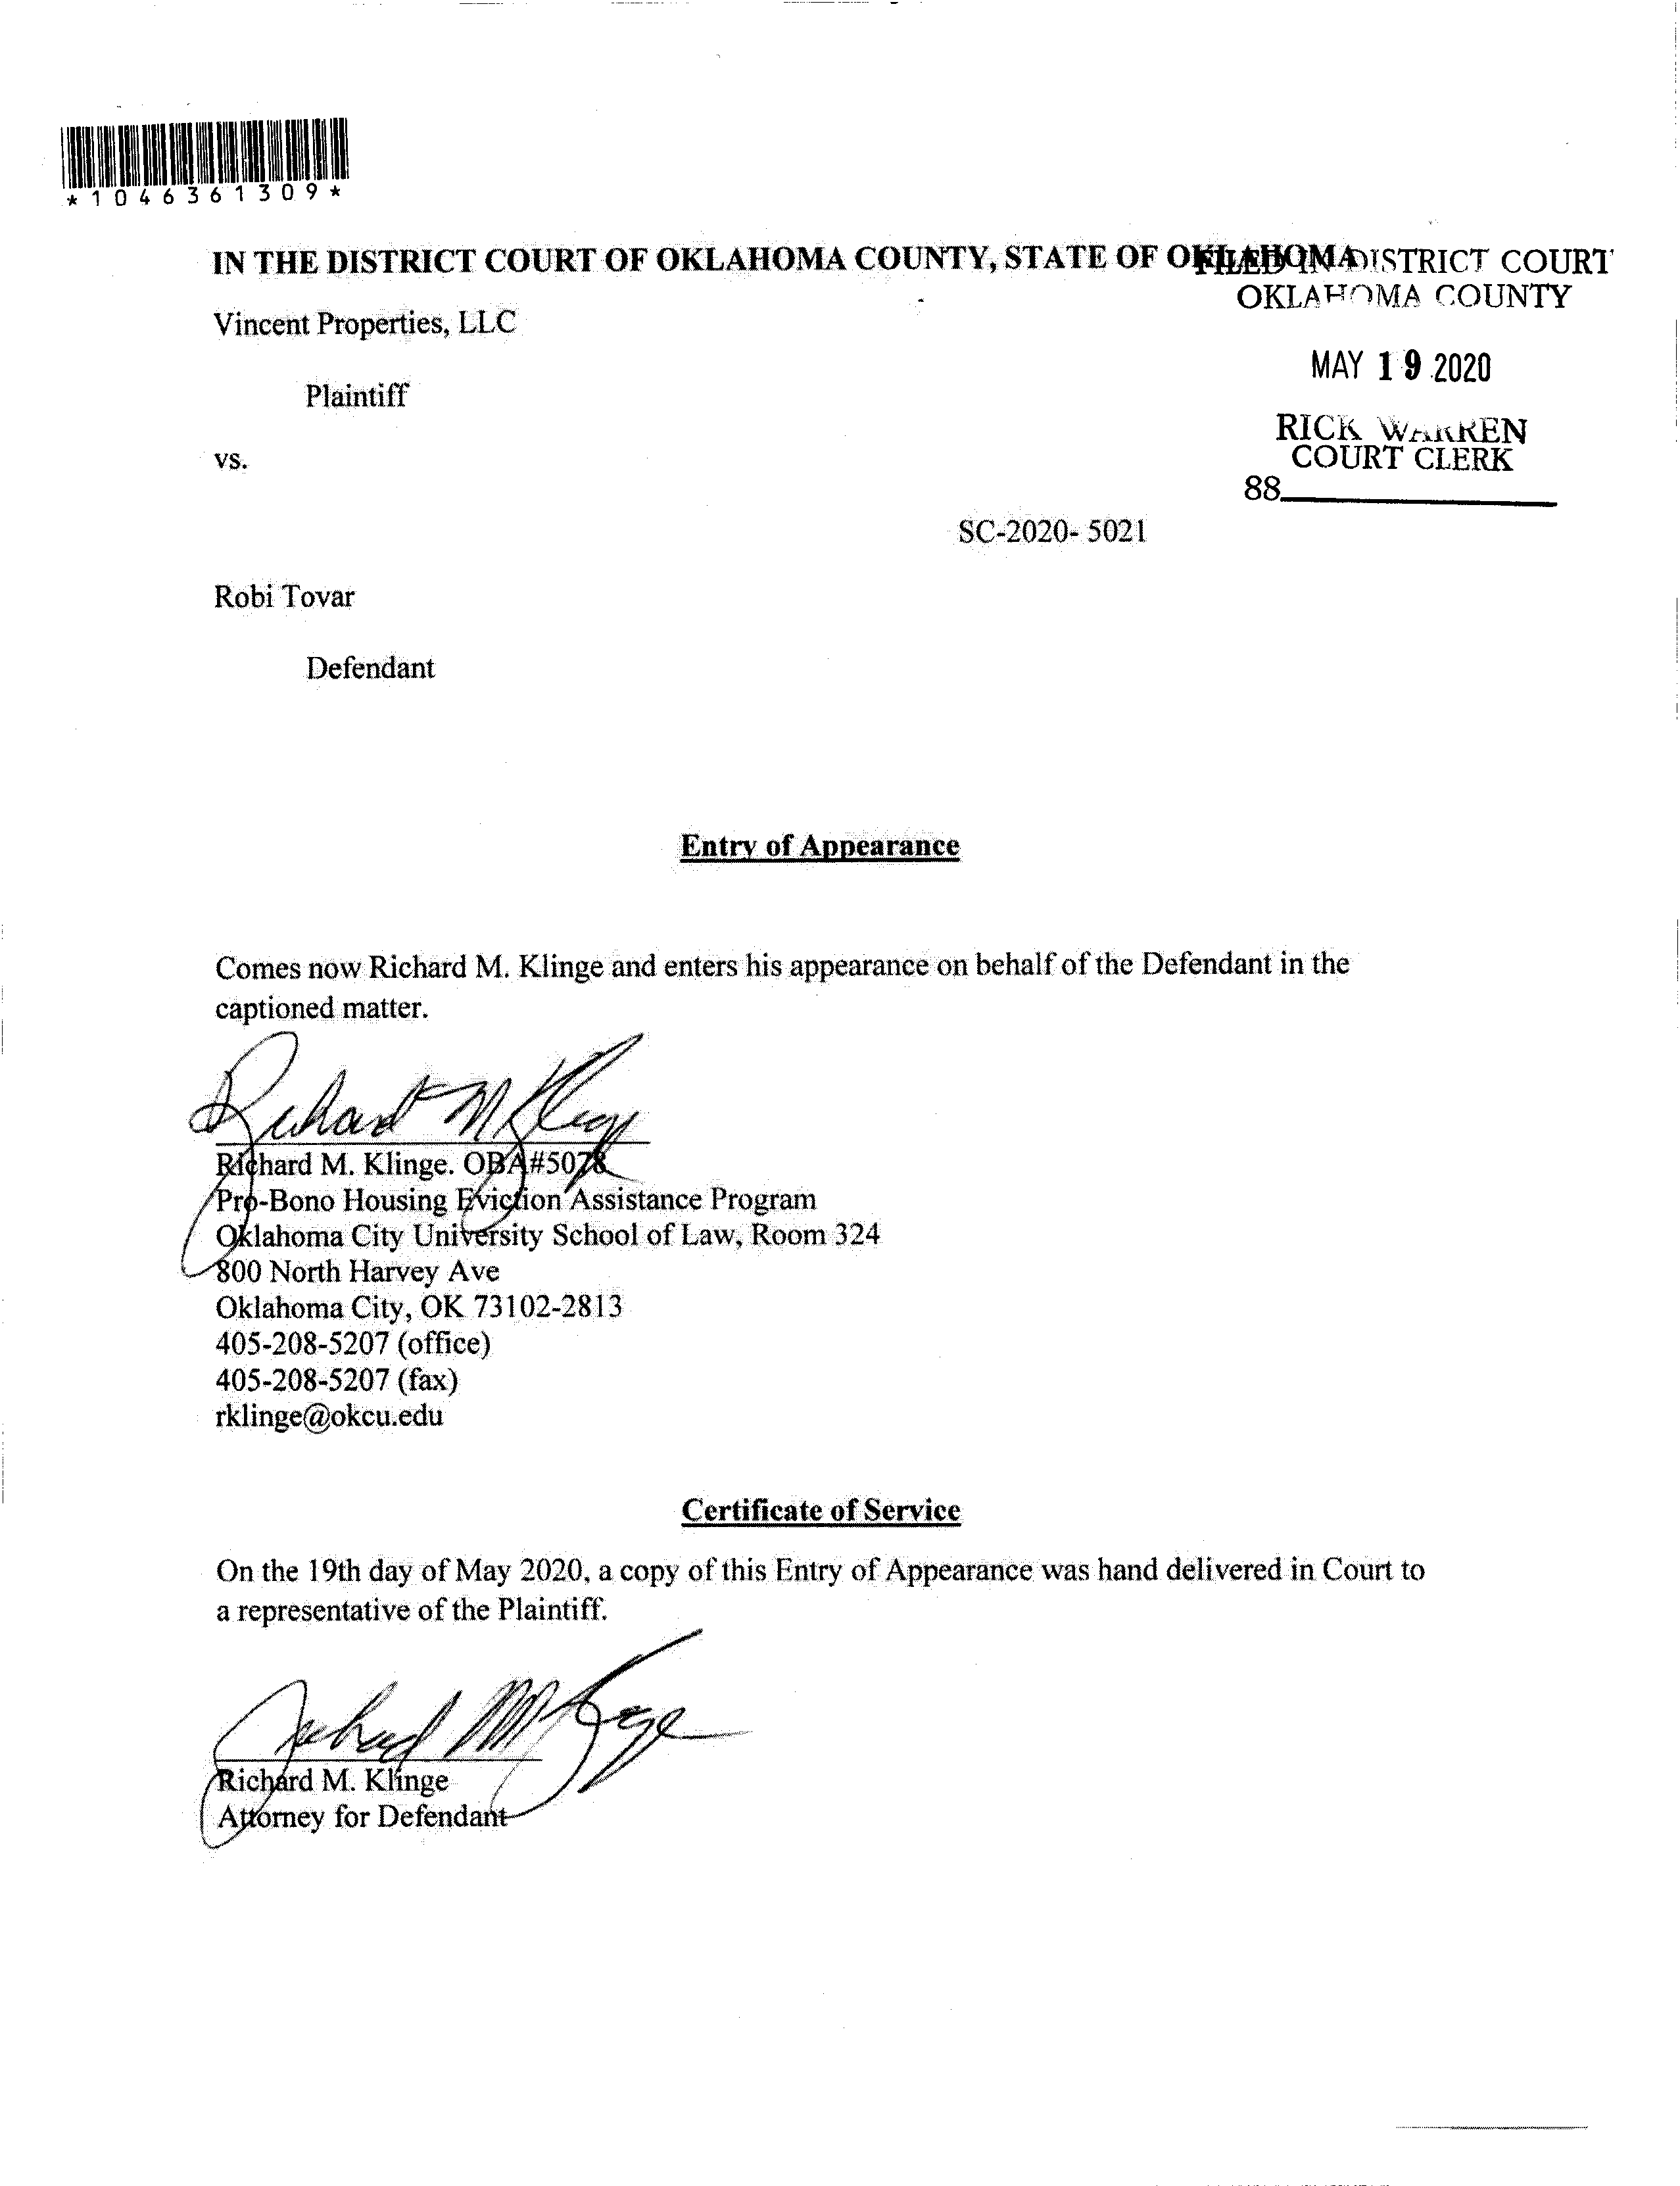 *1046361309*
IN THE DISTRICT COURT OF OKLAHOMA COUNTY, STATE OF OKLAHOMA
FILED IN DISTRICT COURT
OKLAHOMA COUNTY
Vincent Properties, LLC
MAY 19 2020
Plaintiff
RICK WARREN
COURT CLERK
vs.
88
SC-2020- 5021
Robi Tovar
Defendant
Entry of Appearance
Comes now Richard M. Klinge and enters his appearance on behalf of the Defendant in the
captioned matter.
Richard M Klinge
Richard M. Klinge. OBA#5078
Pro-Bono Housing Eviction Assistance Program
Oklahoma City University School of Law, Room 324
800 North Harvey Ave
Oklahoma City, OK 73102-2813
405-208-5207 (office)
405-208-5207 (fax)
rklinge@okcu.edu
Certificate of Service
On the 19th day of May 2020, a copy of this Entry of Appearance was hand delivered in Court to
a representative of the Plaintiff.
Richard M Klinge
Richard M. Klinge
Attorney for Defendant